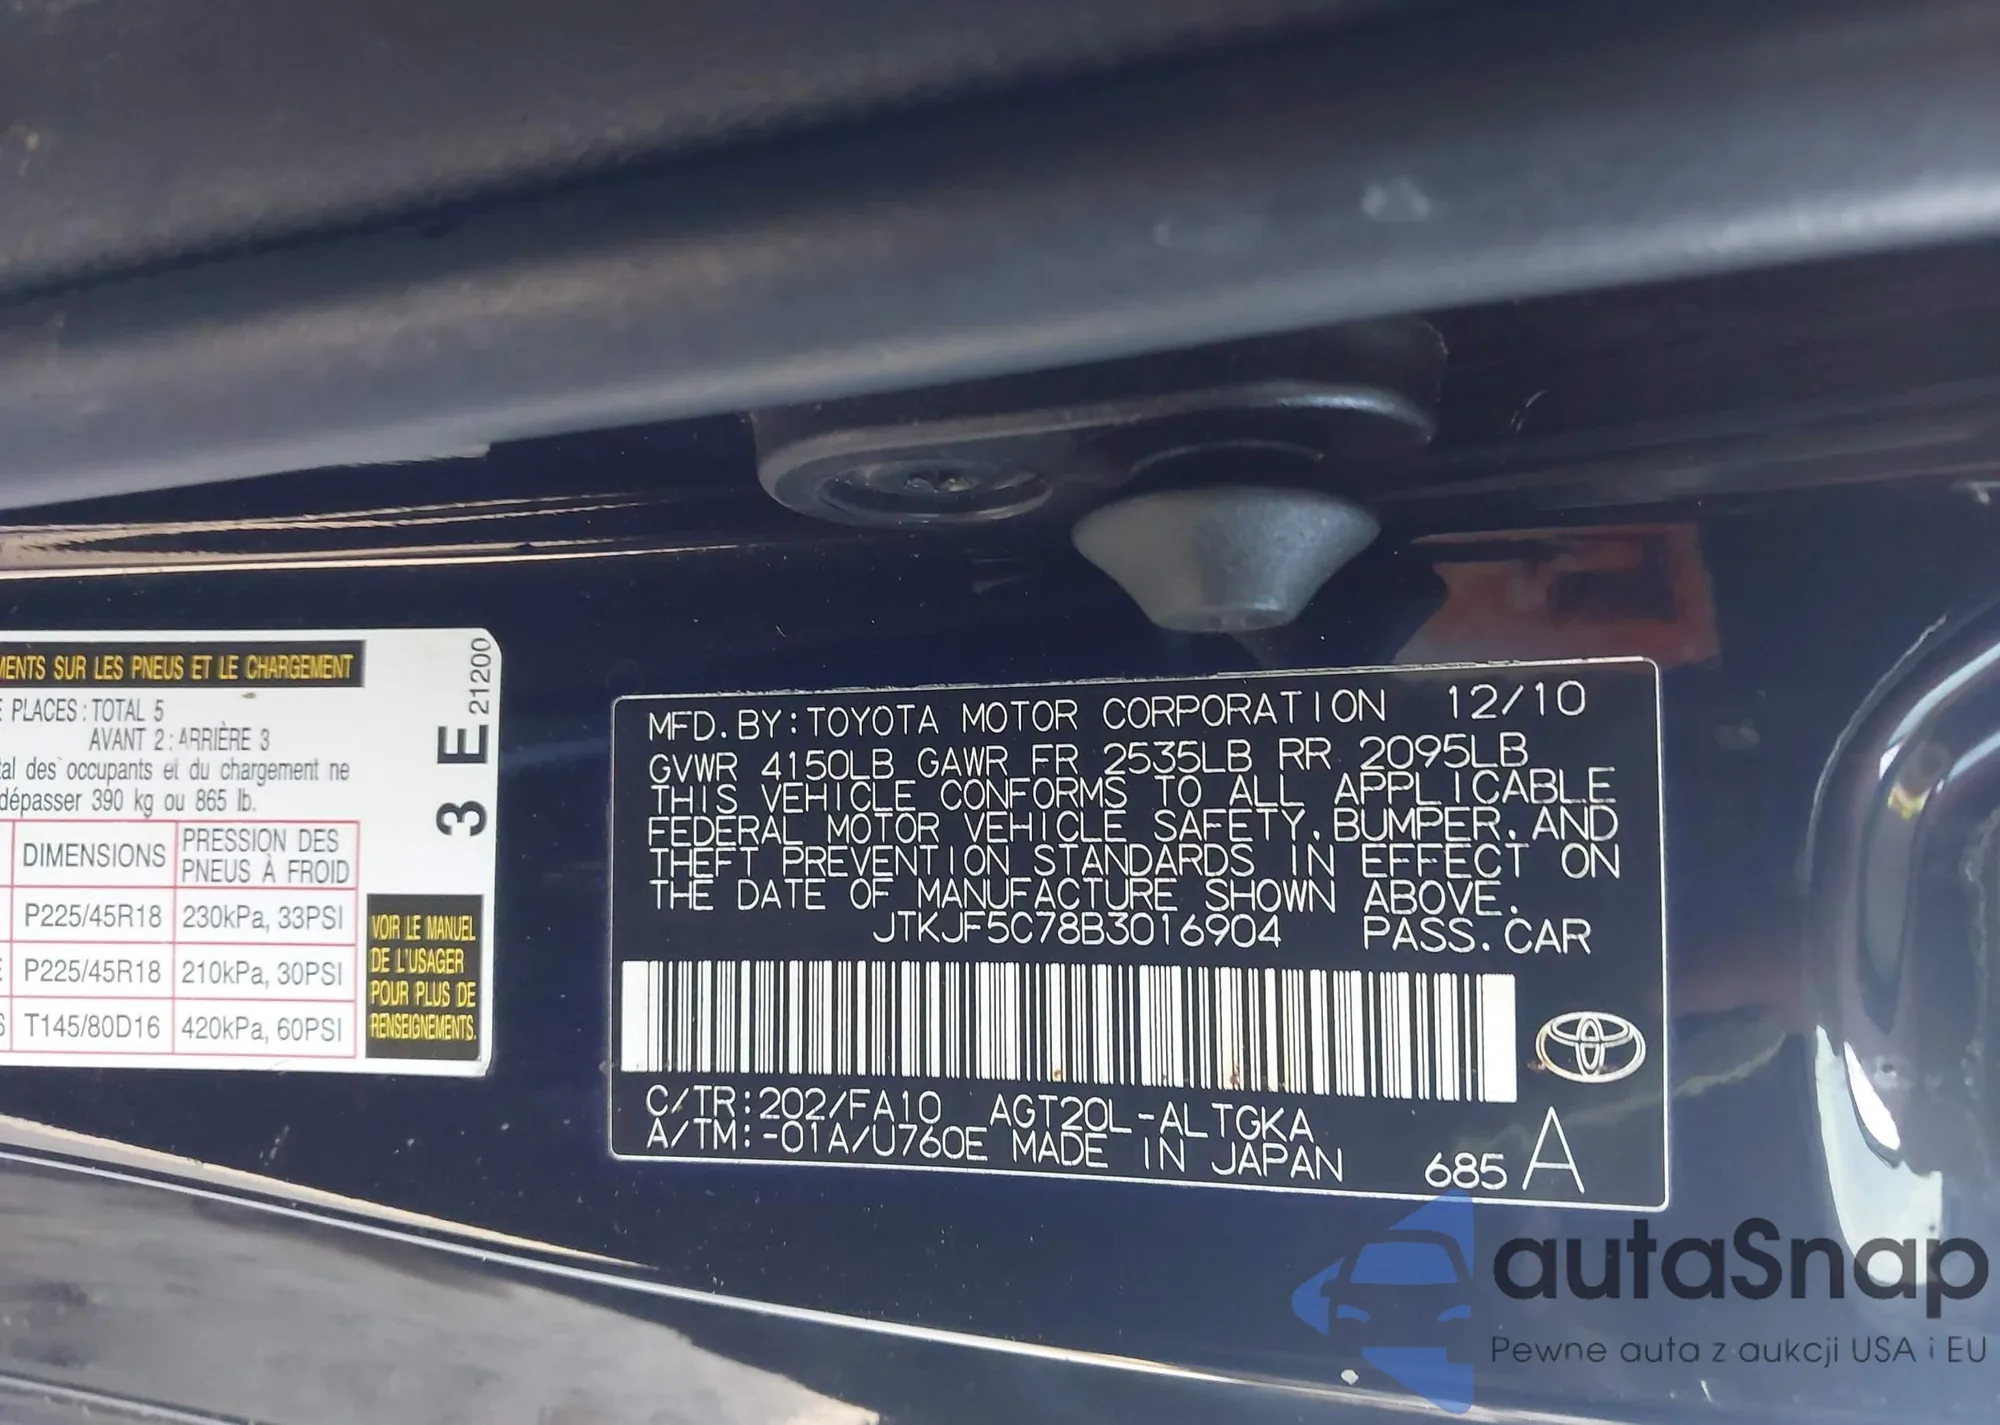 MENTS SUR LES PNEUS ET LE CHARGEMENT
E PLACES : TOTAL 5
AVANT 2 : ARRIÈRE 3
tal des occupants et du chargement ne
dépasser 390 kg ou 865 lb.
DIMENSIONS PRESSION DES PNEUS À FROID
P225/45R18 230kPa, 33PSI
E P225/45R18 210kPa, 30PSI
S T145/80D16 420kPa, 60PSI
3 E 21200
VOIR LE MANUEL
DE L'USAGER
POUR PLUS DE
RENSEIGNEMENTS.
MFD. BY: TOYOTA MOTOR CORPORATION 12/10
GVWR 4150LB GAWR FR 2535LB RR 2095LB
THIS VEHICLE CONFORMS TO ALL APPLICABLE
FEDERAL MOTOR VEHICLE SAFETY, BUMPER, AND
THEFT PREVENTION STANDARDS IN EFFECT ON
THE DATE OF MANUFACTURE SHOWN ABOVE.
JTKJF5C78B3016904 PASS. CAR
C/TR:202/FA10 AGT20L-ALTGKA
A/TM:-01A/U760E MADE IN JAPAN 685 A
autaSnap
Pewne auta z aukcji USA i EU